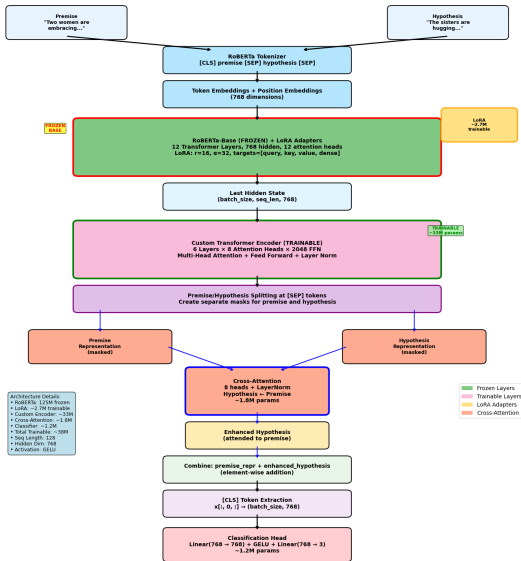 Premise
"Two women are
embracing..."
Hypothesis
"The sisters are
hugging..."
RoBERTa Tokenizer
[CLS] premise [SEP] hypothesis [SEP]
Token Embeddings + Position Embeddings
(768 dimensions)
FROZEN
BASE
RoBERTa-Base (FROZEN) + LoRA Adapters
12 Transformer Layers, 768 hidden, 12 attention heads
LoRA: r=16, α=32, targets=[query, key, value, dense]
LoRA
~2.7M
trainable
Last Hidden State
(batch_size, seq_len, 768)
TRAINABLE
~33M params
Custom Transformer Encoder (TRAINABLE)
6 Layers × 8 Attention Heads × 2048 FFN
Multi-Head Attention + Feed Forward + Layer Norm
Premise/Hypothesis Splitting at [SEP] tokens
Create separate masks for premise and hypothesis
Premise
Representation
(masked)
Hypothesis
Representation
(masked)
Cross-Attention
8 heads + LayerNorm
Hypothesis ← Premise
~1.8M params
Architecture Details:
• RoBERTa: 125M frozen
• LoRA: ~2.7M trainable
• Custom Encoder: ~33M
• Cross-Attention: ~1.8M
• Classifier: ~1.2M
• Total Trainable: ~38M
• Seq Length: 128
• Hidden Dim: 768
• Activation: GELU
Frozen Layers
Trainable Layers
LoRA Adapters
Cross-Attention
Enhanced Hypothesis
(attended to premise)
Combine: premise_repr + enhanced_hypothesis
(element-wise addition)
[CLS] Token Extraction
x[:, 0, :] → (batch_size, 768)
Classification Head
Linear(768 → 768) + GELU + Linear(768 → 3)
~1.2M params